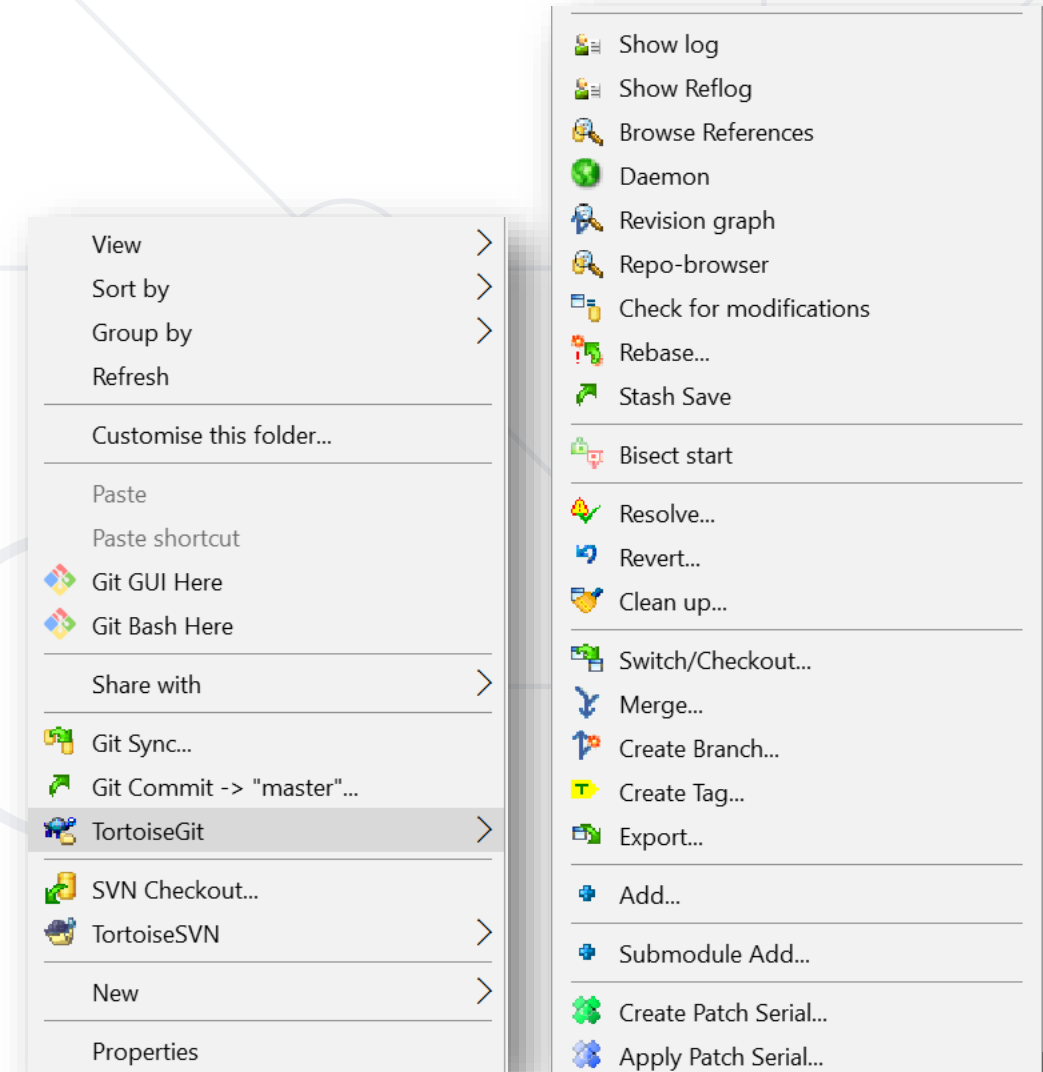 View
Sort by
Group by
Refresh
Customise this folder...
Paste
Paste shortcut
Git GUI Here
Git Bash Here
Share with
Git Sync...
Git Commit -> "master"...
TortoiseGit
SVN Checkout...
TortoiseSVN
New
Properties
Show log
Show Reflog
Browse References
Daemon
Revision graph
Repo-browser
Check for modifications
Rebase...
Stash Save
Bisect start
Resolve...
Revert...
Clean up...
Switch/Checkout...
Merge...
Create Branch...
Create Tag...
Export...
Add...
Submodule Add...
Create Patch Serial...
Apply Patch Serial...